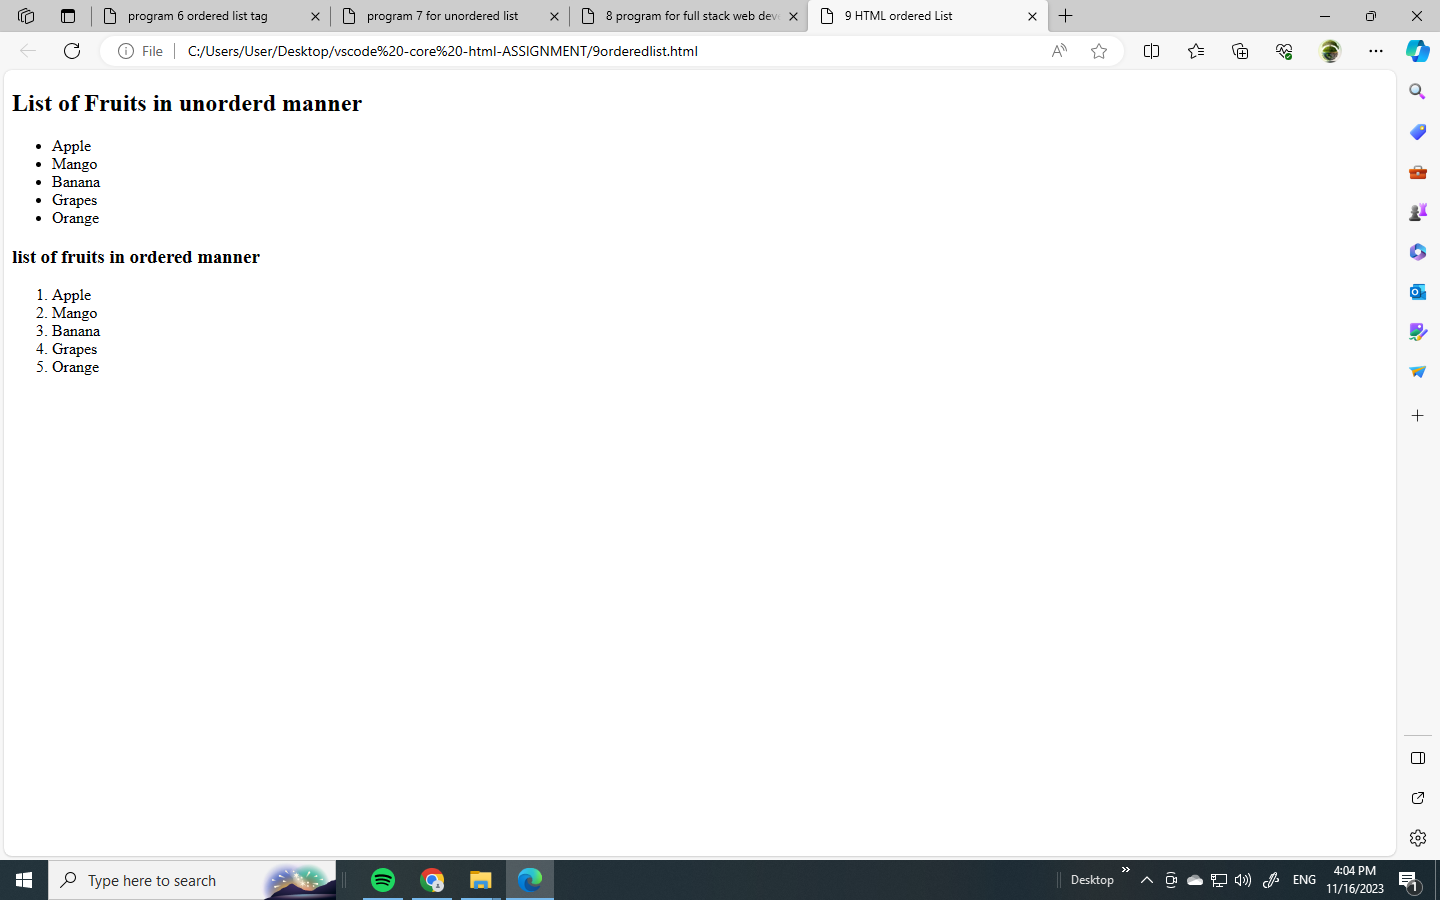 program 6 ordered list tag
program 7 for unordered list
8 program for full stack web dev
9 HTML ordered List
File
C:/Users/User/Desktop/vscode%20-core%20-html-ASSIGNMENT/9orderedlist.html
List of Fruits in unorderd manner
• Apple
• Mango
• Banana
• Grapes
• Orange
list of fruits in ordered manner
1. Apple
2. Mango
3. Banana
4. Grapes
5. Orange
Type here to search
Desktop
ENG
4:04 PM
11/16/2023
1